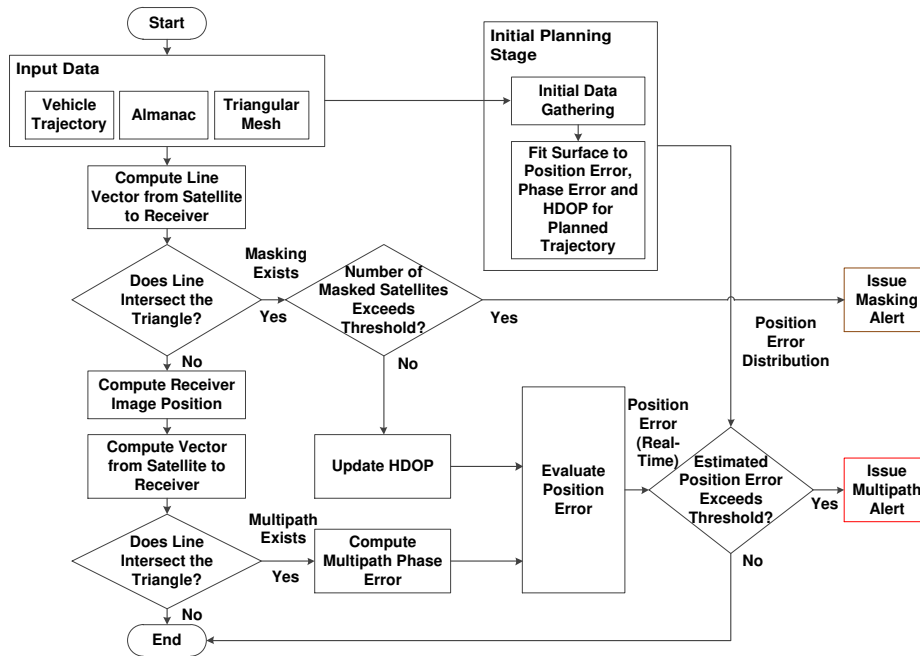 Start
Input Data
Vehicle
Trajectory
Almanac
Triangular
Mesh
Initial Planning
Stage
Initial Data
Gathering
Fit Surface to
Position Error,
Phase Error and
HDOP for
Planned
Trajectory
Compute Line
Vector from Satellite
to Receiver
Does Line
Intersect the
Triangle?
Masking
Exists
Yes
No
Number of
Masked Satellites
Exceeds
Threshold?
Yes
No
Issue
Masking
Alert
Position
Error
Distribution
Compute Receiver
Image Position
Compute Vector
from Satellite to
Receiver
Update HDOP
Evaluate
Position
Error
Position
Error
(Real-
Time)
Estimated
Position Error
Exceeds
Threshold?
Yes
No
Issue
Multipath
Alert
Does Line
Intersect the
Triangle?
Multipath
Exists
Yes
No
Compute
Multipath Phase
Error
End